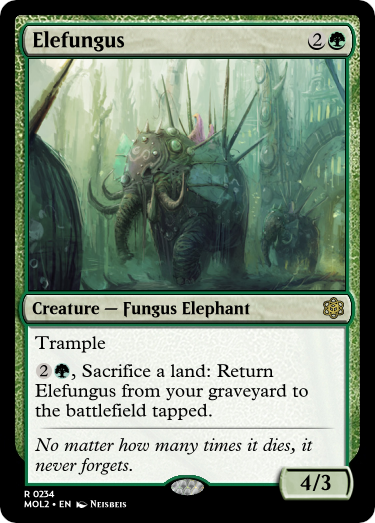 Elefungus 2
Creature — Fungus Elephant
Trample
2, Sacrifice a land: Return
Elefungus from your graveyard to
the battlefield tapped.
No matter how many times it dies, it
never forgets.
4/3
R 0234
MOL2 • EN Neisbeis